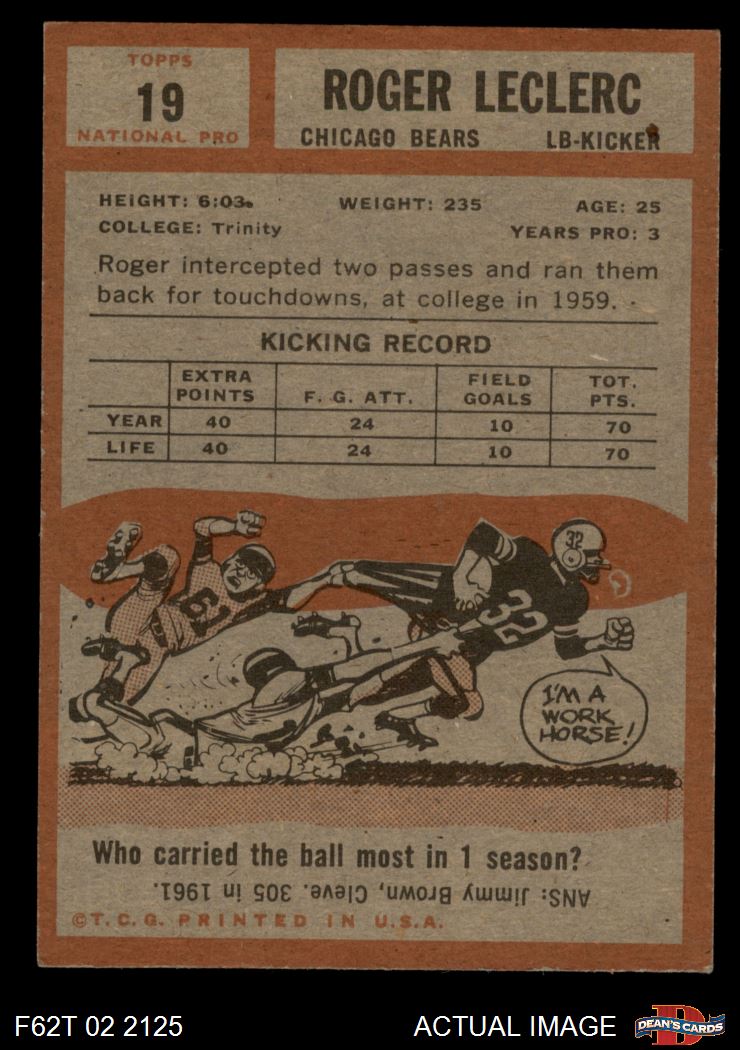 TOPPS
19
NATIONAL PRO
ROGER LECLERC
CHICAGO BEARS LB-KICKER
HEIGHT: 6:03 WEIGHT: 235 AGE: 25
COLLEGE: Trinity YEARS PRO: 3
Roger intercepted two passes and ran them
back for touchdowns, at college in 1959.
KICKING RECORD
EXTRA POINTS F. G. ATT. FIELD GOALS TOT. PTS.
YEAR 40 24 10 70
LIFE 40 24 10 70
32
61
32
I'M A
WORK
HORSE!
Who carried the ball most in 1 season?
ANS: Jimmy Brown, Cleve. 305 in 1961.
©T.C.G. PRINTED IN U.S.A.
F62T 02 2125 ACTUAL IMAGE
D
DEAN'S CARDS